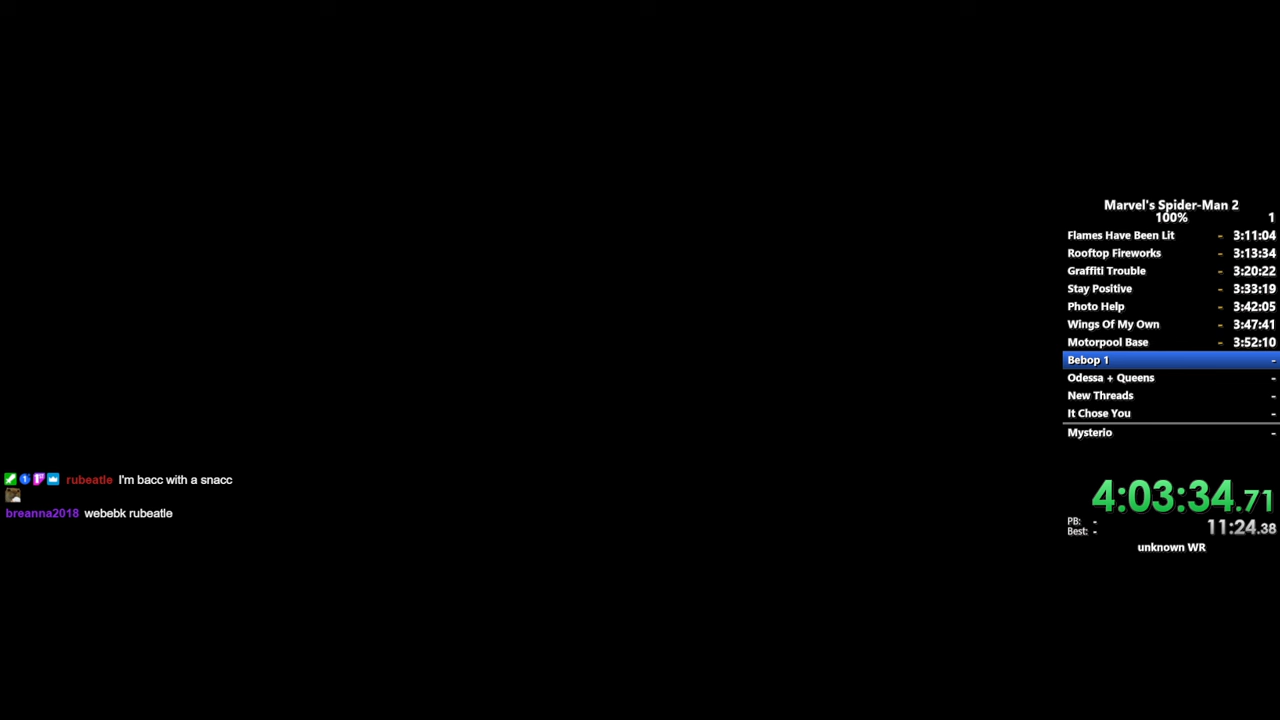 Marvel's Spider-Man 2
100% 1
Flames Have Been Lit - 3:11:04
Rooftop Fireworks - 3:13:34
Graffiti Trouble - 3:20:22
Stay Positive - 3:33:19
Photo Help - 3:42:05
Wings Of My Own - 3:47:41
Motorpool Base - 3:52:10
Bebop 1 -
Odessa + Queens -
New Threads -
It Chose You -
Mysterio -
rubeatle I'm bacc with a snacc
breanna2018 webebk rubeatle
4:03:34.71
PB: - 11:24.38
Best: -
unknown WR